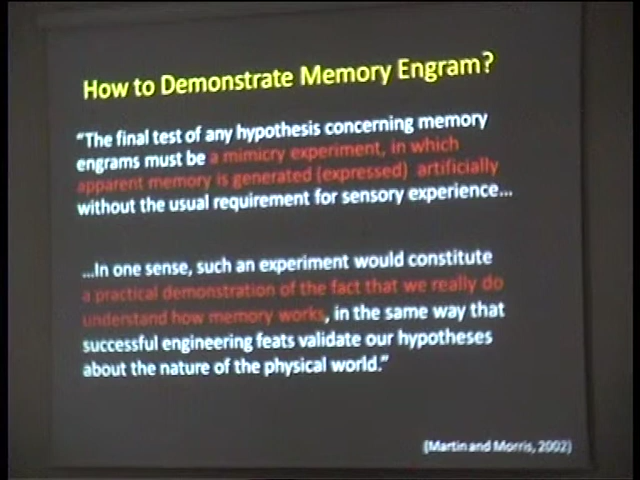 How to Demonstrate Memory Engram?
“The final test of any hypothesis concerning memory
engrams must be a mimicry experiment, in which
apparent memory is generated (expressed) artificially
without the usual requirement for sensory experience...
...In one sense, such an experiment would constitute
a practical demonstration of the fact that we really do
understand how memory works, in the same way that
successful engineering feats validate our hypotheses
about the nature of the physical world.”
(Martin and Morris, 2002)